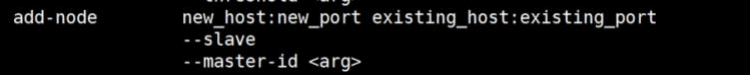 add-node new_host:new_port existing_host:existing_port
--slave
--master-id <arg>